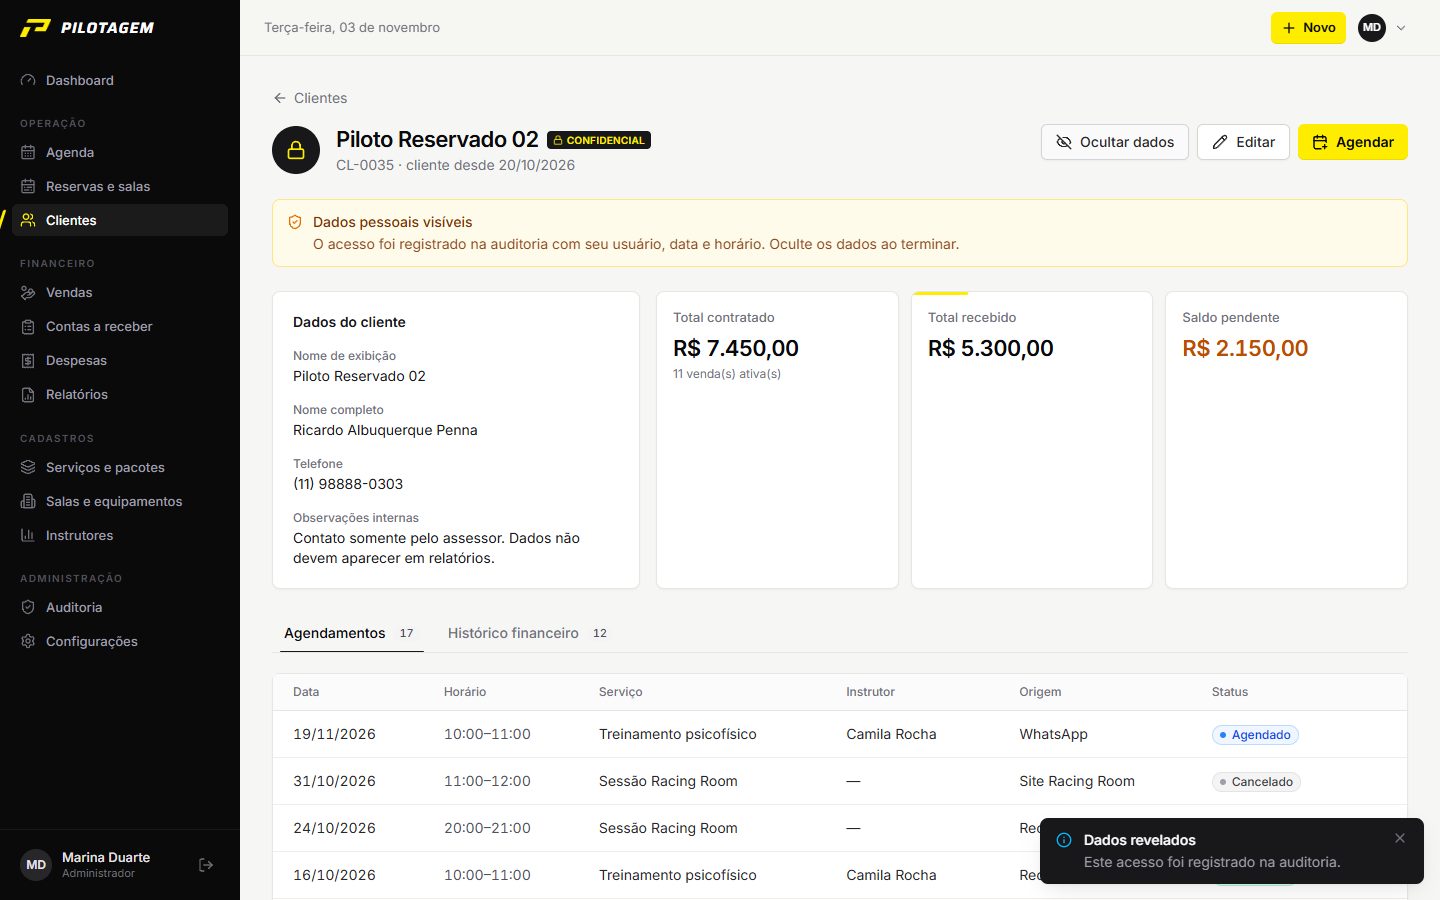 PILOTAGEM
Terça-feira, 03 de novembro
Novo
MD
Dashboard
OPERAÇÃO
Agenda
Reservas e salas
Clientes
FINANCEIRO
Vendas
Contas a receber
Despesas
Relatórios
CADASTROS
Serviços e pacotes
Salas e equipamentos
Instrutores
ADMINISTRAÇÃO
Auditoria
Configurações
MD
Marina Duarte
Administrador
Clientes
Piloto Reservado 02
CONFIDENCIAL
CL-0035 · cliente desde 20/10/2026
Ocultar dados
Editar
Agendar
Dados pessoais visíveis
O acesso foi registrado na auditoria com seu usuário, data e horário. Oculte os dados ao terminar.
Dados do cliente
Nome de exibição
Piloto Reservado 02
Nome completo
Ricardo Albuquerque Penna
Telefone
(11) 98888-0303
Observações internas
Contato somente pelo assessor. Dados não
devem aparecer em relatórios.
Total contratado
R$ 7.450,00
11 venda(s) ativa(s)
Total recebido
R$ 5.300,00
Saldo pendente
R$ 2.150,00
Agendamentos 17
Histórico financeiro 12
Data Horário Serviço Instrutor Origem Status
19/11/2026 10:00–11:00 Treinamento psicofísico Camila Rocha WhatsApp Agendado
31/10/2026 11:00–12:00 Sessão Racing Room — Site Racing Room Cancelado
24/10/2026 20:00–21:00 Sessão Racing Room —
16/10/2026 10:00–11:00 Treinamento psicofísico Camila Rocha
Dados revelados
Este acesso foi registrado na auditoria.